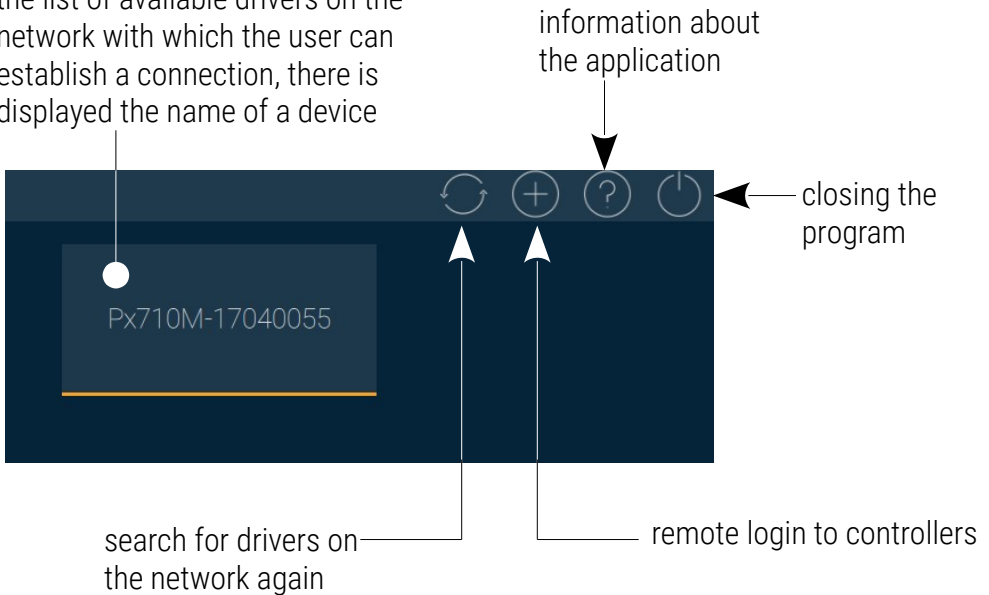 the list of available drivers on the
network with which the user can
establish a connection, there is
displayed the name of a device
information about
the application
?
closing the
program
Px710M-17040055
search for drivers on
the network again
remote login to controllers